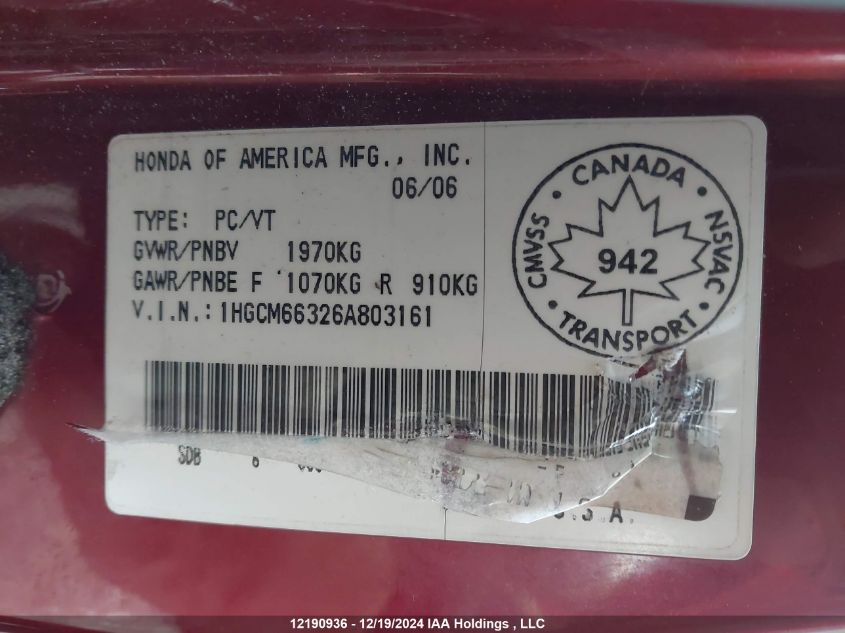 HONDA OF AMERICA MFG., INC.
06/06
TYPE: PC/VT
GVWR/PNBV 1970KG
GAWR/PNBE F 1070KG R 910KG
V.I.N.: 1HGCM66326A803161
CANADA
CMVSS
942
NSVAC
TRANSPORT
SDB
U.S.A.
12190936 - 12/19/2024 IAA Holdings , LLC